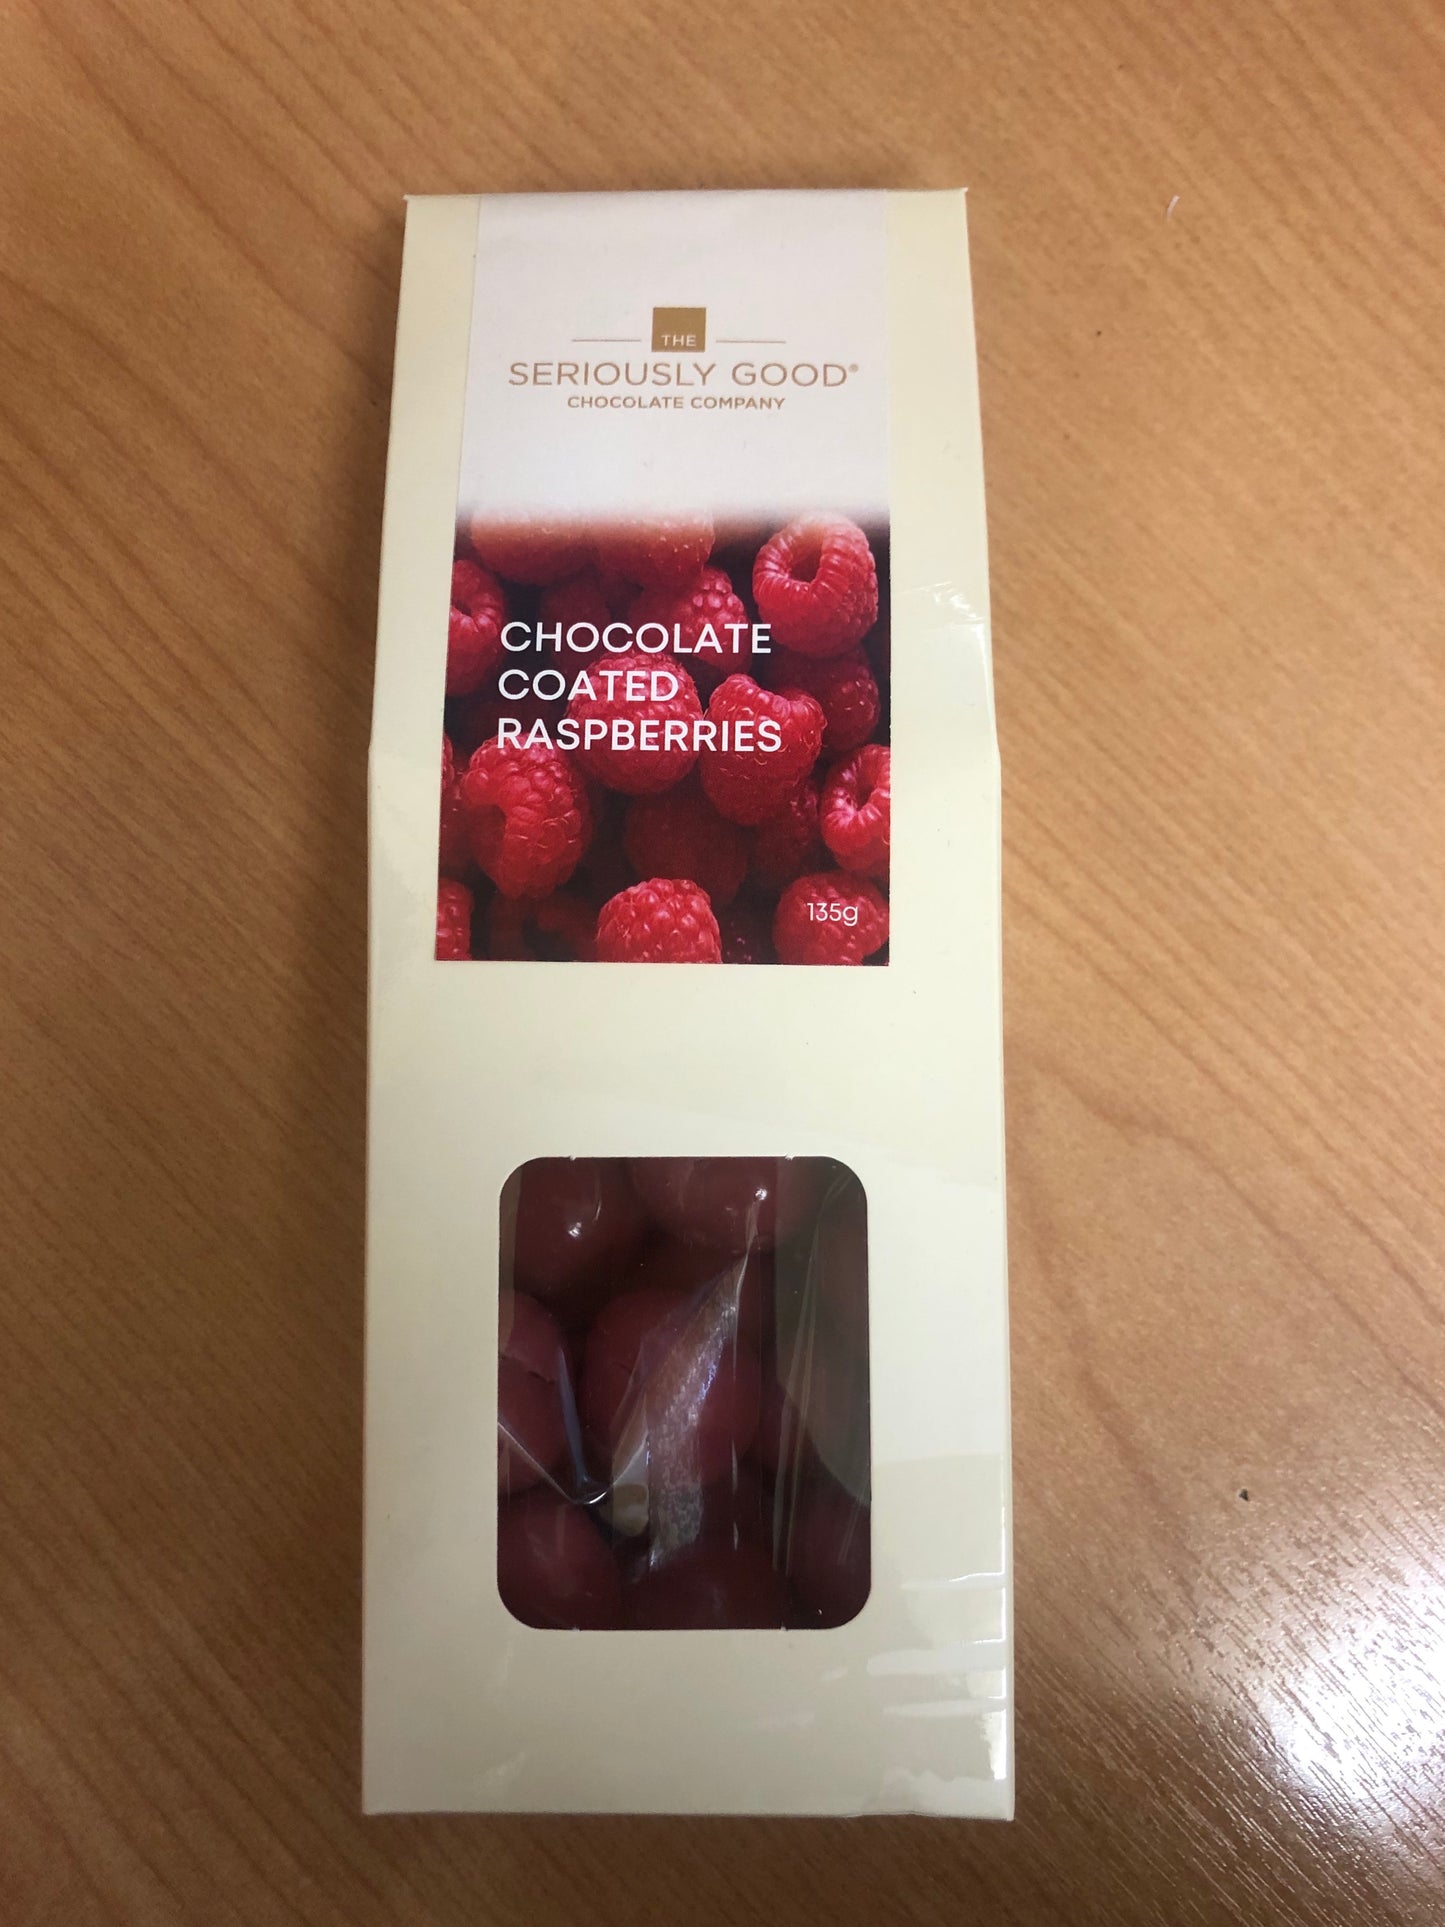 THE
SERIOUSLY GOOD®
CHOCOLATE COMPANY
CHOCOLATE
COATED
RASPBERRIES
135g